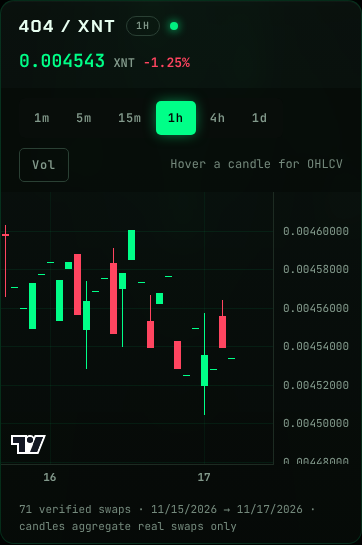 404 / XNT 1H
0.004543 XNT -1.25%
1m 5m 15m 1h 4h 1d
Vol Hover a candle for OHLCV
0.00460000
0.00458000
0.00456000
0.00454000
0.00452000
0.00450000
0.00448000
16 17
71 verified swaps · 11/15/2026 → 11/17/2026 ·
candles aggregate real swaps only